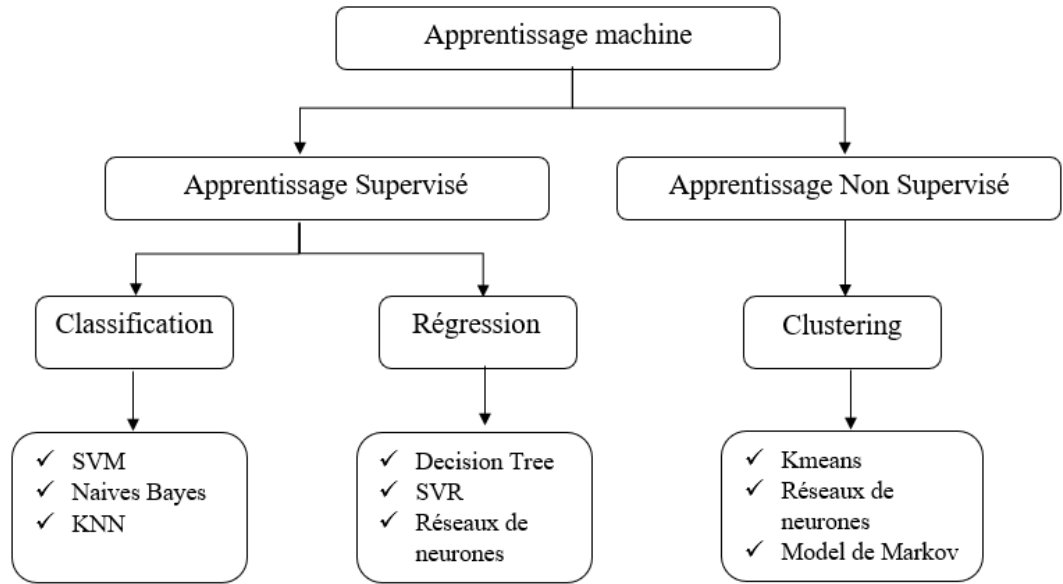 Apprentissage machine
Apprentissage Supervisé
Apprentissage Non Supervisé
Classification
Régression
Clustering
✓ SVM
✓ Naives Bayes
✓ KNN
✓ Decision Tree
✓ SVR
✓ Réseaux de
neurones
✓ Kmeans
✓ Réseaux de
neurones
✓ Model de Markov